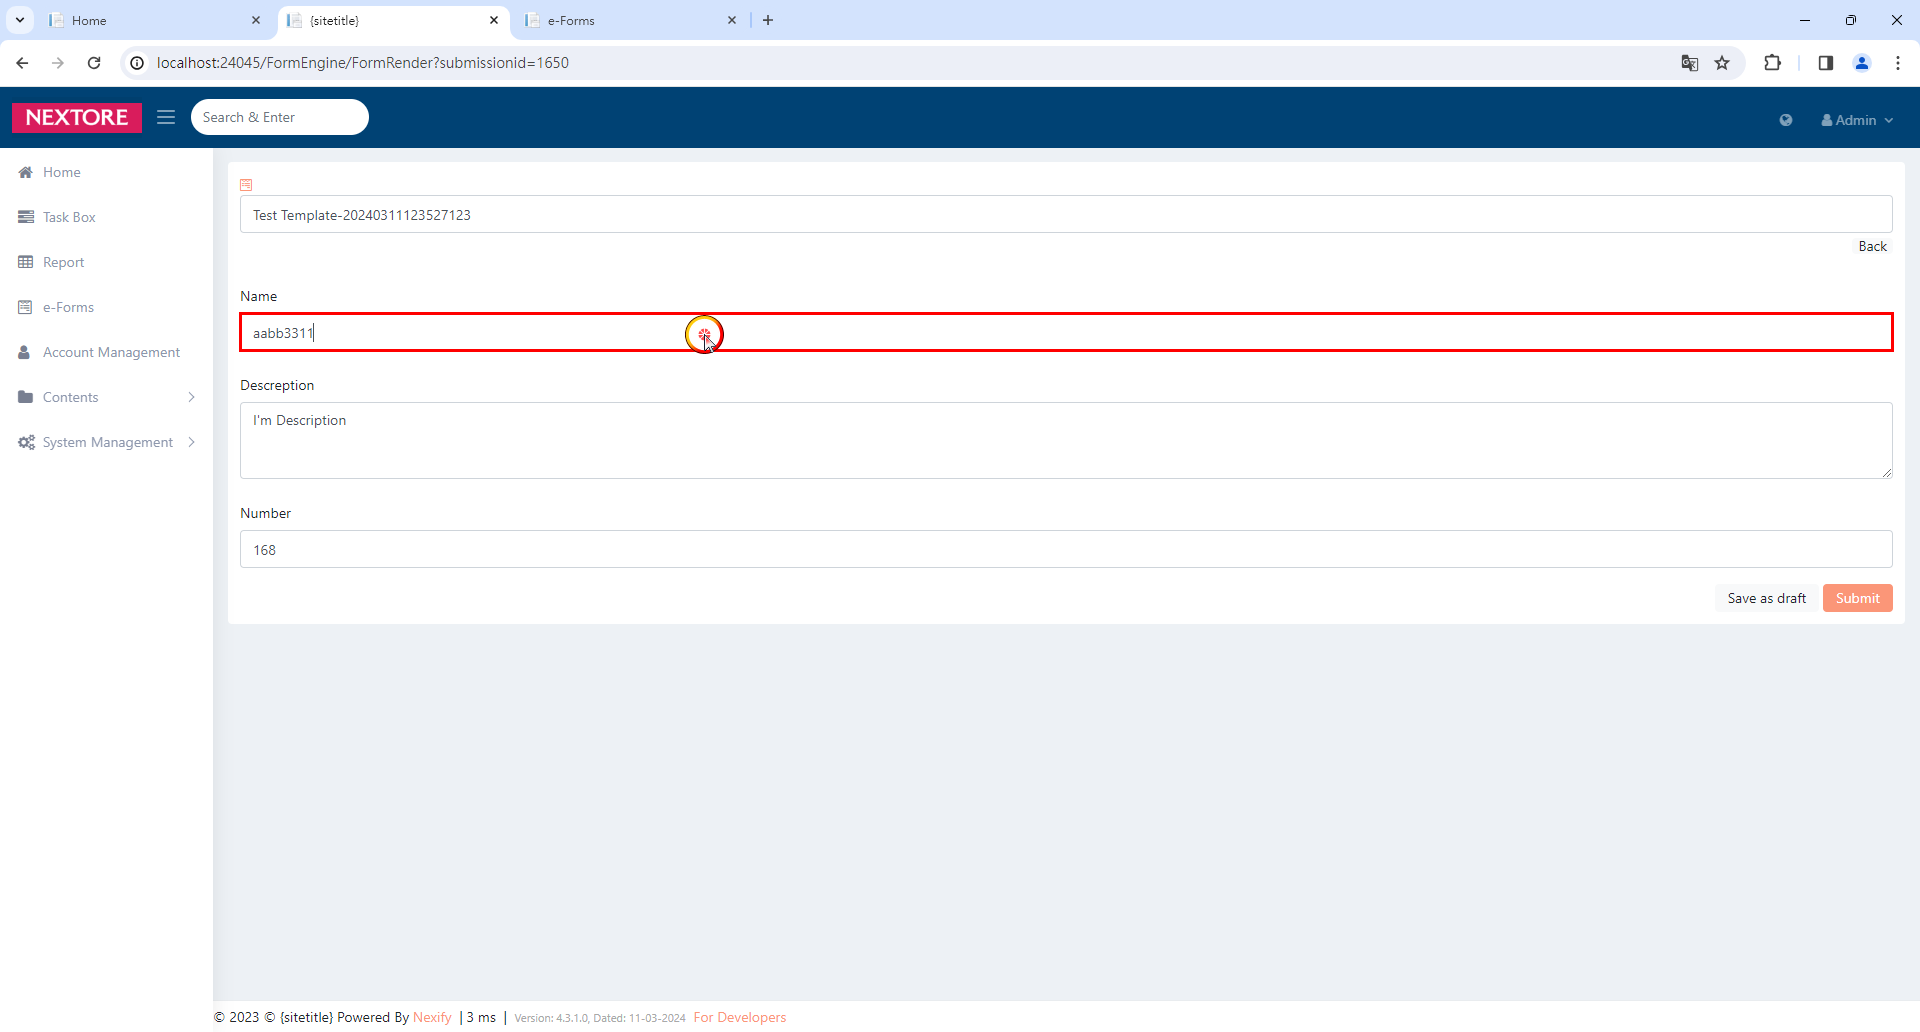 Home
{sitetitle}
e-Forms
localhost:24045/FormEngine/FormRender?submissionid=1650
NEXTORE
Search & Enter
Admin
Home
Task Box
Report
e-Forms
Account Management
Contents
System Management
Test Template-20240311123527123
Back
Name
aabb3311
Descreption
I'm Description
Number
168
Save as draft
Submit
© 2023 © {sitetitle} Powered By Nexify | 3 ms | Version: 4.3.1.0, Dated: 11-03-2024 For Developers